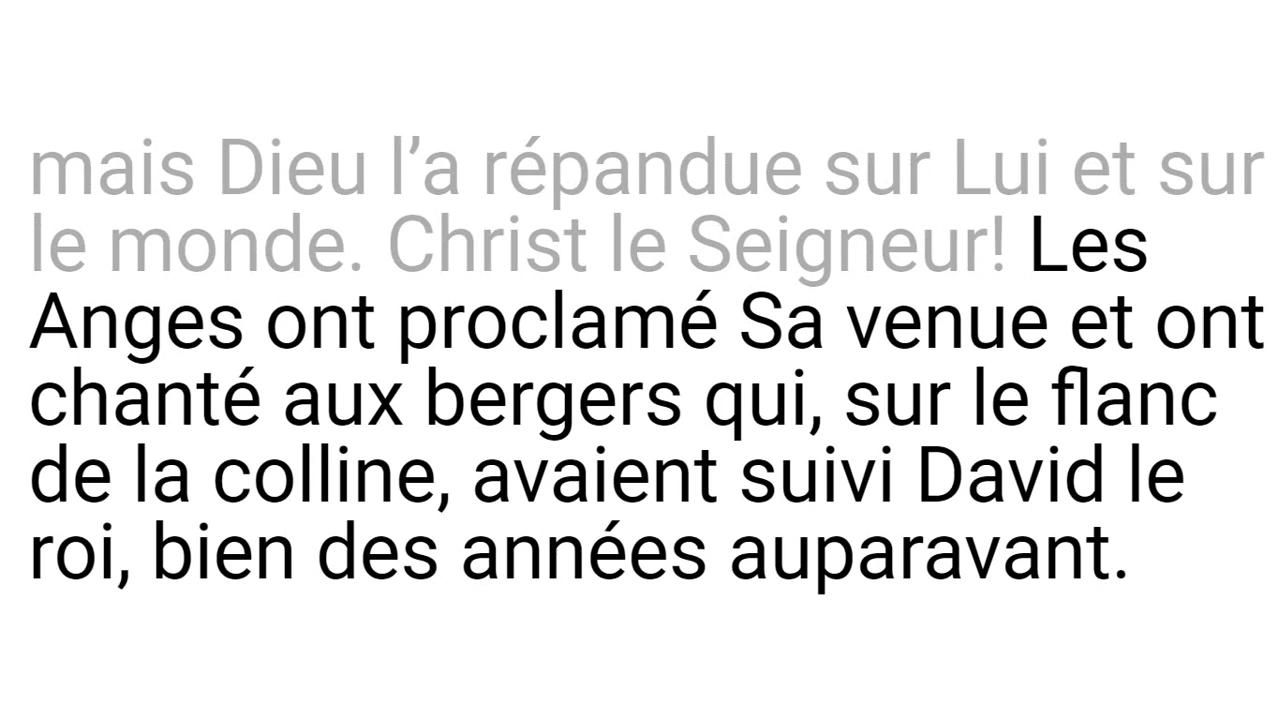 mais Dieu l’a répandue sur Lui et sur
le monde. Christ le Seigneur! Les
Anges ont proclamé Sa venue et ont
chanté aux bergers qui, sur le flanc
de la colline, avaient suivi David le
roi, bien des années auparavant.